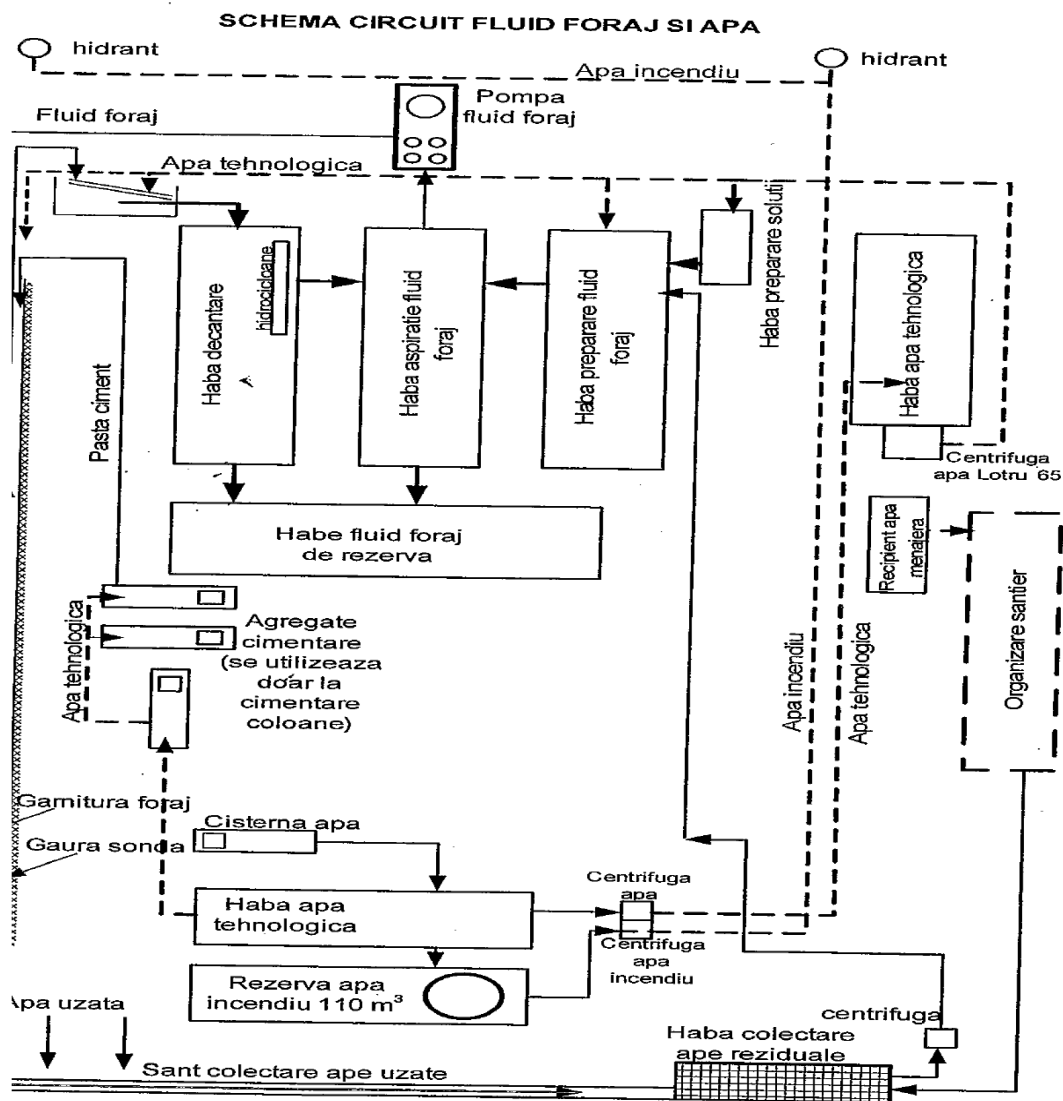 SCHEMA CIRCUIT FLUID FORAJ SI APA
hidrant
hidrant
Apa incendiu
Pompa
fluid foraj
Fluid foraj
Apa tehnologica
Haba decantare
hidrocicloane
Haba aspiratie fluid
foraj
Haba preparare fluid
foraj
Haba preparare solutii
Haba apa tehnologica
Pasta ciment
Centrifuga
apa Lotru 65
Habe fluid foraj
de rezerva
Recipient apa
menajera
Organizare santier
Apa tehnologica
Agregate
cimentare
(se utilizeaza
doar la
cimentare
coloane)
Apa incendiu
Apa tehnologica
Garnitura foraj
Gaura sonda
Cisterna apa
Haba apa
tehnologica
Centrifuga
apa
Centrifuga
apa
incendiu
Rezerva apa
incendiu 110 m³
Apa uzata
centrifuga
Haba colectare
ape reziduale
Sant colectare ape uzate